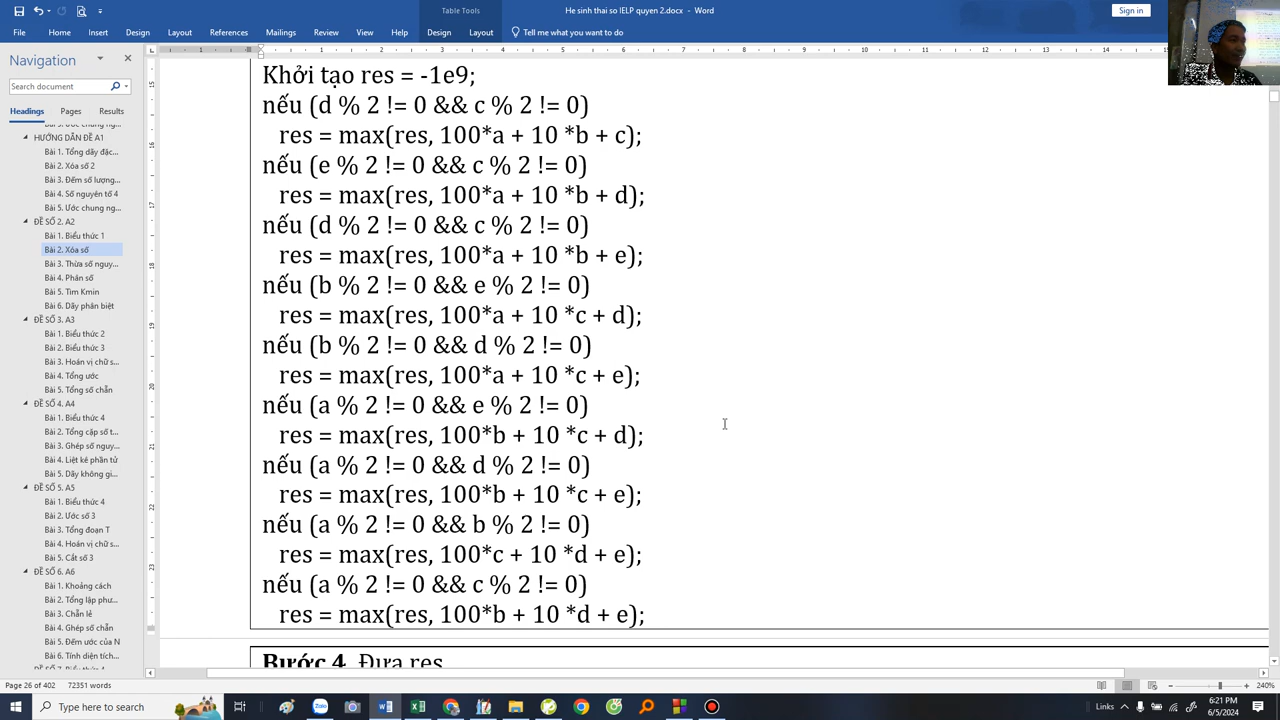 Table Tools
He sinh thai so IELP quyen 2.docx - Word
Sign in
File Home Insert Draw Design Layout References Mailings Review View Help Design Layout Tell me what you want to do
Navigation
Search document
Headings Pages Results
HƯỚNG DẪN ĐỀ A1
Bài 1. Tổng dãy đặc...
Bài 2. Xóa số 2
Bài 3. Đếm số lượng...
Bài 4. Số nguyên tố 4
Bài 5. Ước chung ng...
ĐỀ SỐ 2. A2
Bài 1. Biểu thức 1
Bài 2. Xóa số
Bài 3. Thừa số nguy...
Bài 4. Phân số
Bài 5. Tìm Kmin
Bài 6. Dãy phân biệt
ĐỀ SỐ 3. A3
Bài 1. Biểu thức 2
Bài 2. Biểu thức 3
Bài 3. Hoán vị chữ s...
Bài 4. Tổng ước
Bài 5. Tổng số chẵn
ĐỀ SỐ 4. A4
Bài 1. Biểu thức 4
Bài 2. Tổng cặp số t...
Bài 3. Ghép số nguy...
Bài 4. Liệt kê phần tử
Bài 5. Dãy không gi...
ĐỀ SỐ 5. A5
Bài 1. Biểu thức 4
Bài 2. Ước số 3
Bài 3. Tổng đoạn T
Bài 4. Hoán vị chữ s...
Bài 5. Cắt số 3
ĐỀ SỐ 6. A6
Bài 1. Khoảng cách
Bài 2. Tổng lập phư...
Bài 3. Chẵn lẻ
Bài 4. Ghép số chẵn
Bài 5. Đếm ước của N
Bài 6. Tính diện tích...
Khởi tạo res = -1e9;
nếu (d % 2 != 0 && c % 2 != 0)
res = max(res, 100*a + 10 *b + c);
nếu (e % 2 != 0 && c % 2 != 0)
res = max(res, 100*a + 10 *b + d);
nếu (d % 2 != 0 && c % 2 != 0)
res = max(res, 100*a + 10 *b + e);
nếu (b % 2 != 0 && e % 2 != 0)
res = max(res, 100*a + 10 *c + d);
nếu (b % 2 != 0 && d % 2 != 0)
res = max(res, 100*a + 10 *c + e);
nếu (a % 2 != 0 && e % 2 != 0)
res = max(res, 100*b + 10 *c + d);
nếu (a % 2 != 0 && d % 2 != 0)
res = max(res, 100*b + 10 *c + e);
nếu (a % 2 != 0 && b % 2 != 0)
res = max(res, 100*c + 10 *d + e);
nếu (a % 2 != 0 && c % 2 != 0)
res = max(res, 100*b + 10 *d + e);
Bước 4. Đưa res
Page 26 of 402 72351 words
240%
Type here to search
Links
6:21 PM
6/5/2024